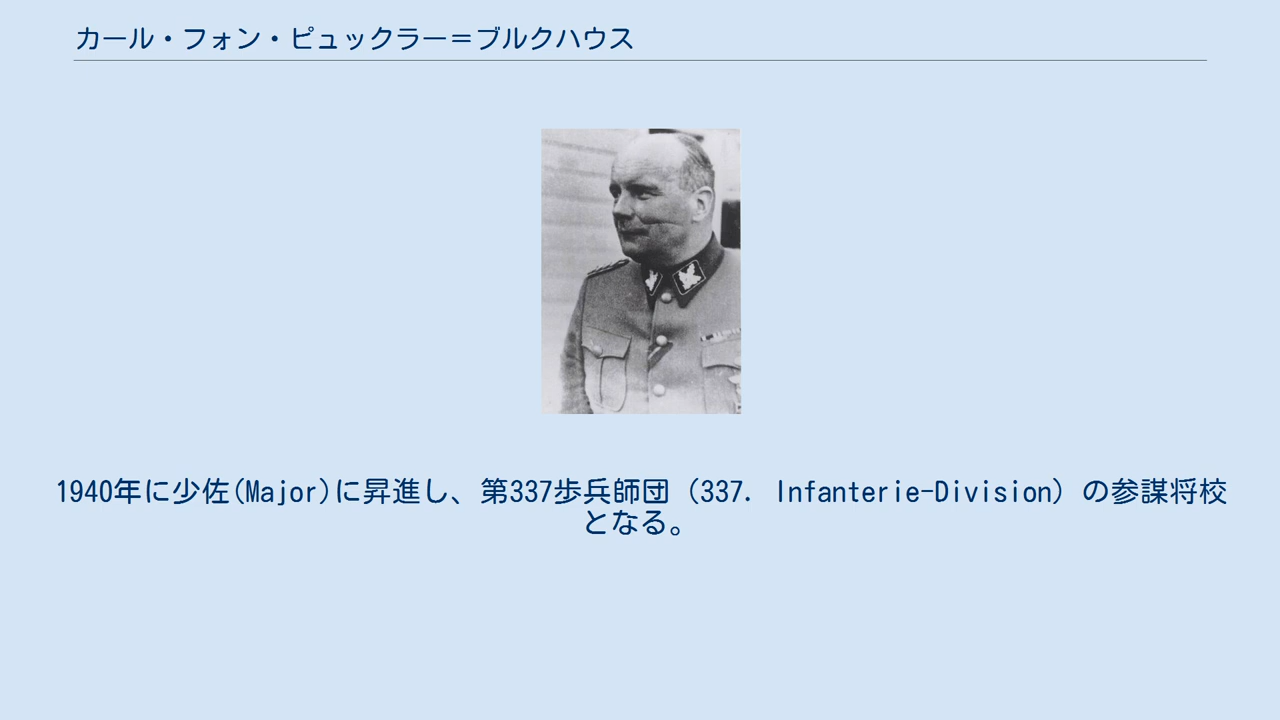 カール・フォン・ピュックラー＝ブルクハウス
1940年に少佐(Major)に昇進し、第337歩兵師団（337. Infanterie-Division）の参謀将校
となる。